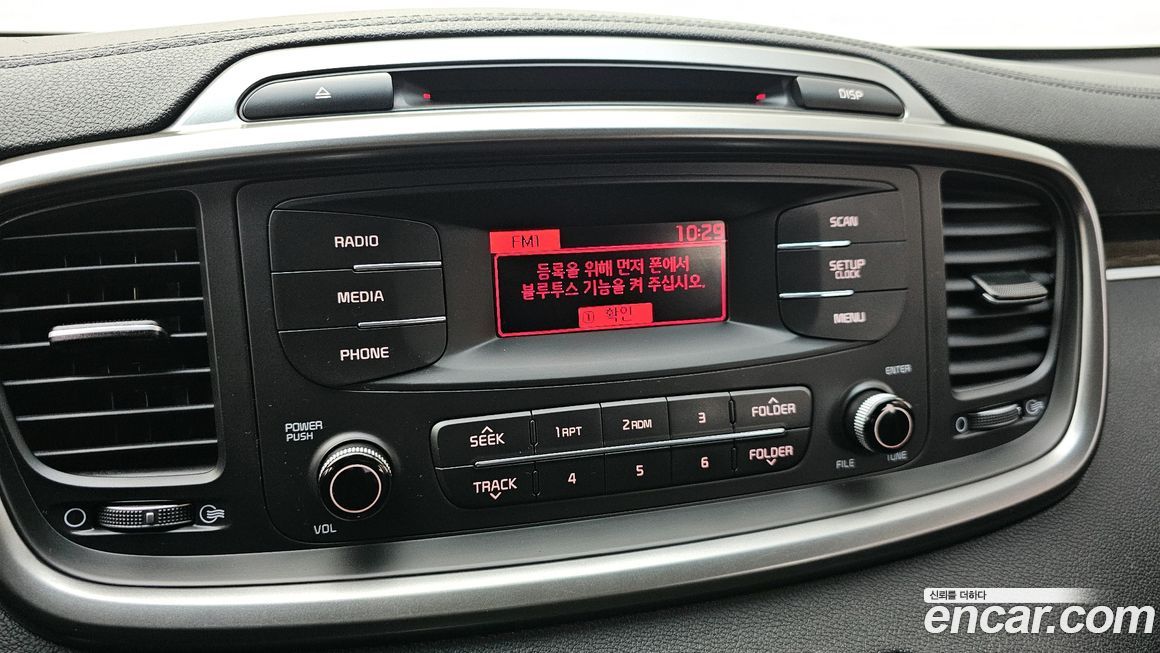 DISP
RADIO
MEDIA
PHONE
FM1
10:29
등록을 위해 먼저 폰에서
블루투스 기능을 켜 주십시오.
① 확인
SCAN
SETUP
CLOCK
MENU
POWER
PUSH
VOL
SEEK
1 RPT
2 RDM
3
FOLDER
TRACK
4
5
6
FOLDER
ENTER
FILE
TUNE
신뢰를 더하다
encar.com